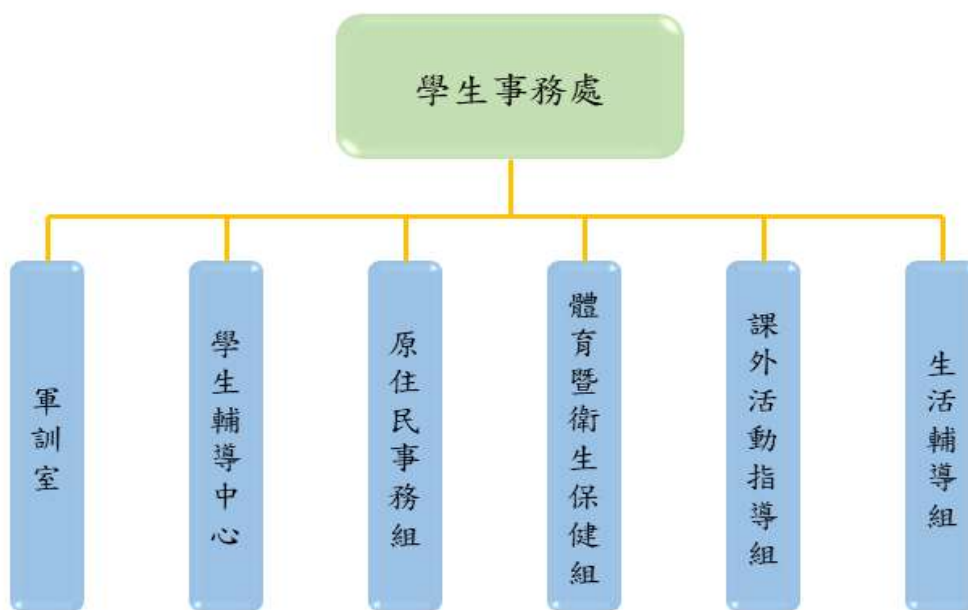 學生事務處
軍訓室
學生輔導中心
原住民事務組
體育暨衛生保健組
課外活動指導組
生活輔導組